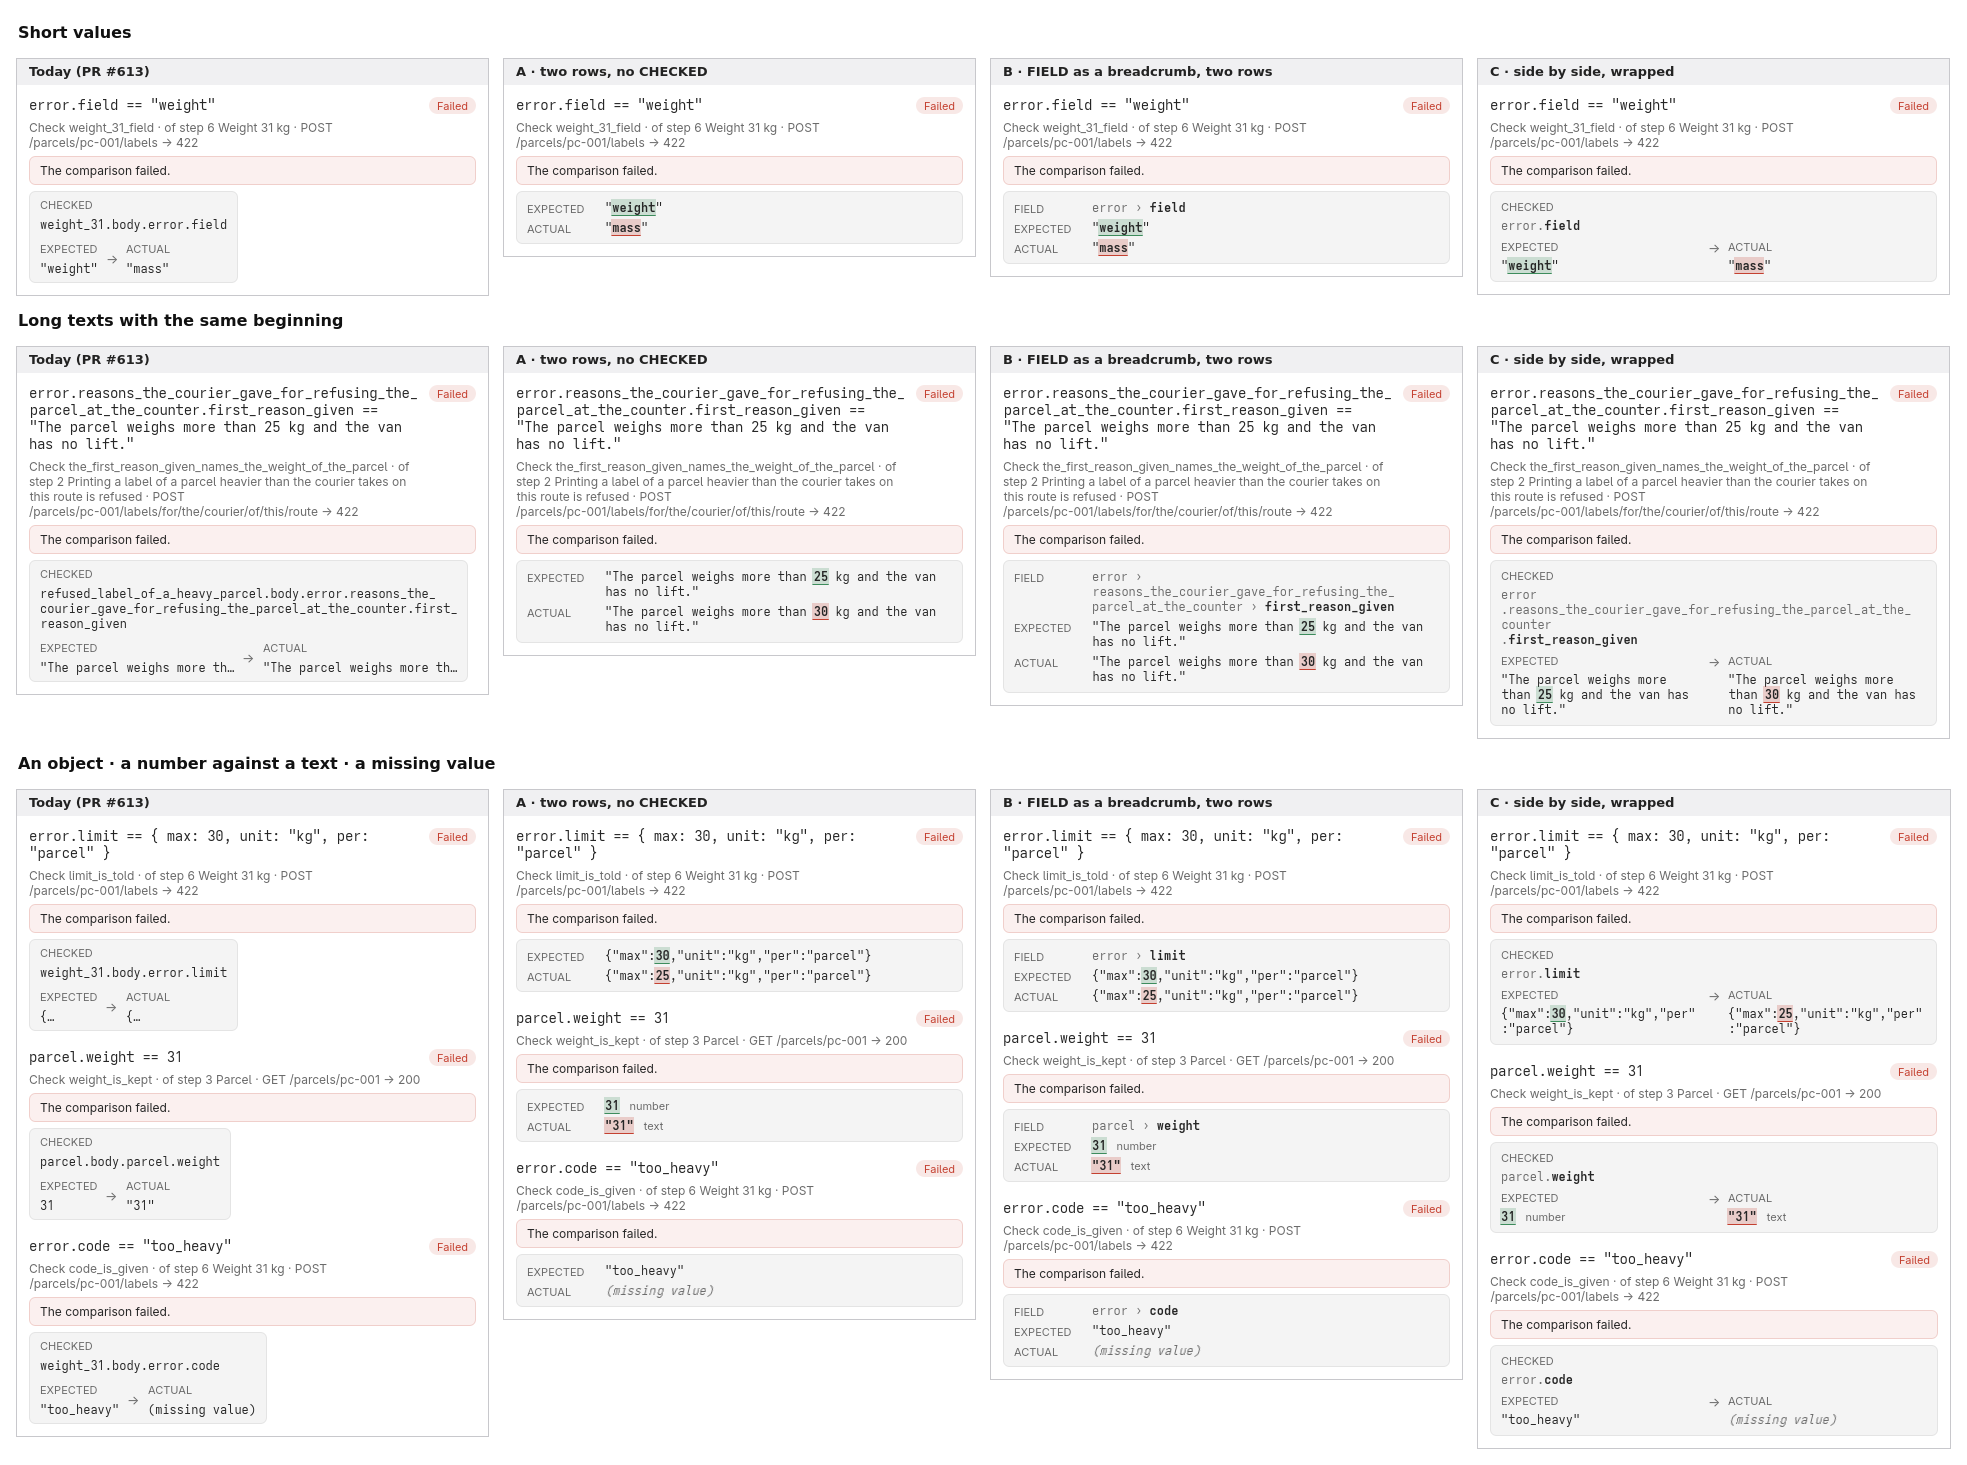 Short values
Today (PR #613)
error.field == "weight"
Failed
Check weight_31_field · of step 6 Weight 31 kg · POST
/parcels/pc-001/labels → 422
The comparison failed.
CHECKED
weight_31.body.error.field
EXPECTED → ACTUAL
"weight" "mass"
A · two rows, no CHECKED
error.field == "weight"
Failed
Check weight_31_field · of step 6 Weight 31 kg · POST
/parcels/pc-001/labels → 422
The comparison failed.
EXPECTED "weight"
ACTUAL "mass"
B · FIELD as a breadcrumb, two rows
error.field == "weight"
Failed
Check weight_31_field · of step 6 Weight 31 kg · POST
/parcels/pc-001/labels → 422
The comparison failed.
FIELD error › field
EXPECTED "weight"
ACTUAL "mass"
C · side by side, wrapped
error.field == "weight"
Failed
Check weight_31_field · of step 6 Weight 31 kg · POST
/parcels/pc-001/labels → 422
The comparison failed.
CHECKED
error.field
EXPECTED → ACTUAL
"weight" "mass"
Long texts with the same beginning
Today (PR #613)
error.reasons_the_courier_gave_for_refusing_the_
Failed
parcel_at_the_counter.first_reason_given ==
"The parcel weighs more than 25 kg and the van
has no lift."
Check the_first_reason_given_names_the_weight_of_the_parcel · of
step 2 Printing a label of a parcel heavier than the courier takes on
this route is refused · POST
/parcels/pc-001/labels/for/the/courier/of/this/route → 422
The comparison failed.
CHECKED
refused_label_of_a_heavy_parcel.body.error.reasons_the_
courier_gave_for_refusing_the_parcel_at_the_counter.first_
reason_given
EXPECTED → ACTUAL
"The parcel weighs more th… "The parcel weighs more th…
A · two rows, no CHECKED
error.reasons_the_courier_gave_for_refusing_the_
Failed
parcel_at_the_counter.first_reason_given ==
"The parcel weighs more than 25 kg and the van
has no lift."
Check the_first_reason_given_names_the_weight_of_the_parcel · of
step 2 Printing a label of a parcel heavier than the courier takes on
this route is refused · POST
/parcels/pc-001/labels/for/the/courier/of/this/route → 422
The comparison failed.
EXPECTED "The parcel weighs more than 25 kg and the van
has no lift."
ACTUAL "The parcel weighs more than 30 kg and the van
has no lift."
B · FIELD as a breadcrumb, two rows
error.reasons_the_courier_gave_for_refusing_the_
Failed
parcel_at_the_counter.first_reason_given ==
"The parcel weighs more than 25 kg and the van
has no lift."
Check the_first_reason_given_names_the_weight_of_the_parcel · of
step 2 Printing a label of a parcel heavier than the courier takes on
this route is refused · POST
/parcels/pc-001/labels/for/the/courier/of/this/route → 422
The comparison failed.
FIELD error ›
reasons_the_courier_gave_for_refusing_the_
parcel_at_the_counter › first_reason_given
EXPECTED "The parcel weighs more than 25 kg and the van
has no lift."
ACTUAL "The parcel weighs more than 30 kg and the van
has no lift."
C · side by side, wrapped
error.reasons_the_courier_gave_for_refusing_the_
Failed
parcel_at_the_counter.first_reason_given ==
"The parcel weighs more than 25 kg and the van
has no lift."
Check the_first_reason_given_names_the_weight_of_the_parcel · of
step 2 Printing a label of a parcel heavier than the courier takes on
this route is refused · POST
/parcels/pc-001/labels/for/the/courier/of/this/route → 422
The comparison failed.
CHECKED
error
.reasons_the_courier_gave_for_refusing_the_parcel_at_the_
counter
.first_reason_given
EXPECTED → ACTUAL
"The parcel weighs more "The parcel weighs more
than 25 kg and the van has than 30 kg and the van has
no lift." no lift."
An object · a number against a text · a missing value
Today (PR #613)
error.limit == { max: 30, unit: "kg", per:
Failed
"parcel" }
Check limit_is_told · of step 6 Weight 31 kg · POST
/parcels/pc-001/labels → 422
The comparison failed.
CHECKED
weight_31.body.error.limit
EXPECTED → ACTUAL
{… {…
parcel.weight == 31
Failed
Check weight_is_kept · of step 3 Parcel · GET /parcels/pc-001 → 200
The comparison failed.
CHECKED
parcel.body.parcel.weight
EXPECTED → ACTUAL
31 "31"
error.code == "too_heavy"
Failed
Check code_is_given · of step 6 Weight 31 kg · POST
/parcels/pc-001/labels → 422
The comparison failed.
CHECKED
weight_31.body.error.code
EXPECTED → ACTUAL
"too_heavy" (missing value)
A · two rows, no CHECKED
error.limit == { max: 30, unit: "kg", per:
Failed
"parcel" }
Check limit_is_told · of step 6 Weight 31 kg · POST
/parcels/pc-001/labels → 422
The comparison failed.
EXPECTED {"max":30,"unit":"kg","per":"parcel"}
ACTUAL {"max":25,"unit":"kg","per":"parcel"}
parcel.weight == 31
Failed
Check weight_is_kept · of step 3 Parcel · GET /parcels/pc-001 → 200
The comparison failed.
EXPECTED 31 number
ACTUAL "31" text
error.code == "too_heavy"
Failed
Check code_is_given · of step 6 Weight 31 kg · POST
/parcels/pc-001/labels → 422
The comparison failed.
EXPECTED "too_heavy"
ACTUAL (missing value)
B · FIELD as a breadcrumb, two rows
error.limit == { max: 30, unit: "kg", per:
Failed
"parcel" }
Check limit_is_told · of step 6 Weight 31 kg · POST
/parcels/pc-001/labels → 422
The comparison failed.
FIELD error › limit
EXPECTED {"max":30,"unit":"kg","per":"parcel"}
ACTUAL {"max":25,"unit":"kg","per":"parcel"}
parcel.weight == 31
Failed
Check weight_is_kept · of step 3 Parcel · GET /parcels/pc-001 → 200
The comparison failed.
FIELD parcel › weight
EXPECTED 31 number
ACTUAL "31" text
error.code == "too_heavy"
Failed
Check code_is_given · of step 6 Weight 31 kg · POST
/parcels/pc-001/labels → 422
The comparison failed.
FIELD error › code
EXPECTED "too_heavy"
ACTUAL (missing value)
C · side by side, wrapped
error.limit == { max: 30, unit: "kg", per:
Failed
"parcel" }
Check limit_is_told · of step 6 Weight 31 kg · POST
/parcels/pc-001/labels → 422
The comparison failed.
CHECKED
error.limit
EXPECTED → ACTUAL
{"max":30,"unit":"kg","per" {"max":25,"unit":"kg","per"
:"parcel"} :"parcel"}
parcel.weight == 31
Failed
Check weight_is_kept · of step 3 Parcel · GET /parcels/pc-001 → 200
The comparison failed.
CHECKED
parcel.weight
EXPECTED → ACTUAL
31 number "31" text
error.code == "too_heavy"
Failed
Check code_is_given · of step 6 Weight 31 kg · POST
/parcels/pc-001/labels → 422
The comparison failed.
CHECKED
error.code
EXPECTED → ACTUAL
"too_heavy" (missing value)